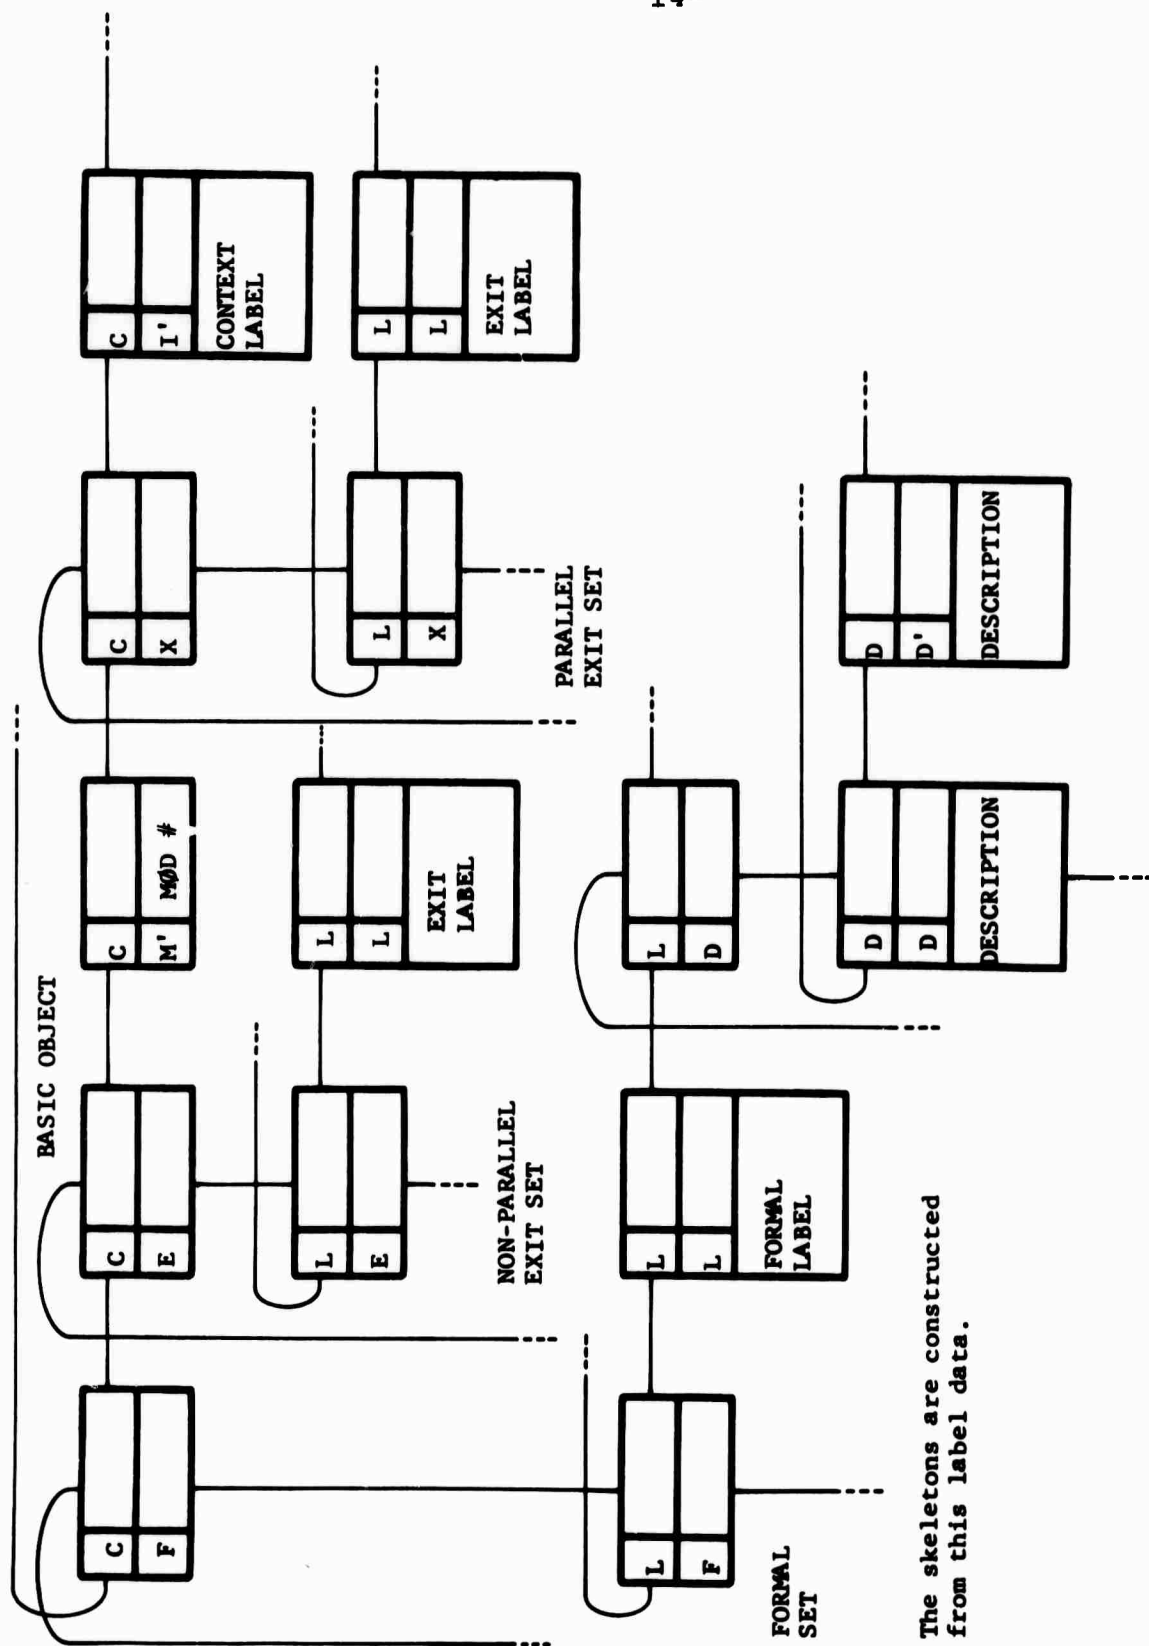 BASIC OBJECT
C
F
C
E
C
M' MØD #
C
X
C
I'
CONTEXT
LABEL
L
E
L
L
EXIT
LABEL
L
X
L
L
EXIT
LABEL
NON-PARALLEL
EXIT SET
PARALLEL
EXIT SET
L
F
L
L
FORMAL
LABEL
L
D
D
D
DESCRIPTION
D
D'
DESCRIPTION
FORMAL
SET
The skeletons are constructed
from this label data.